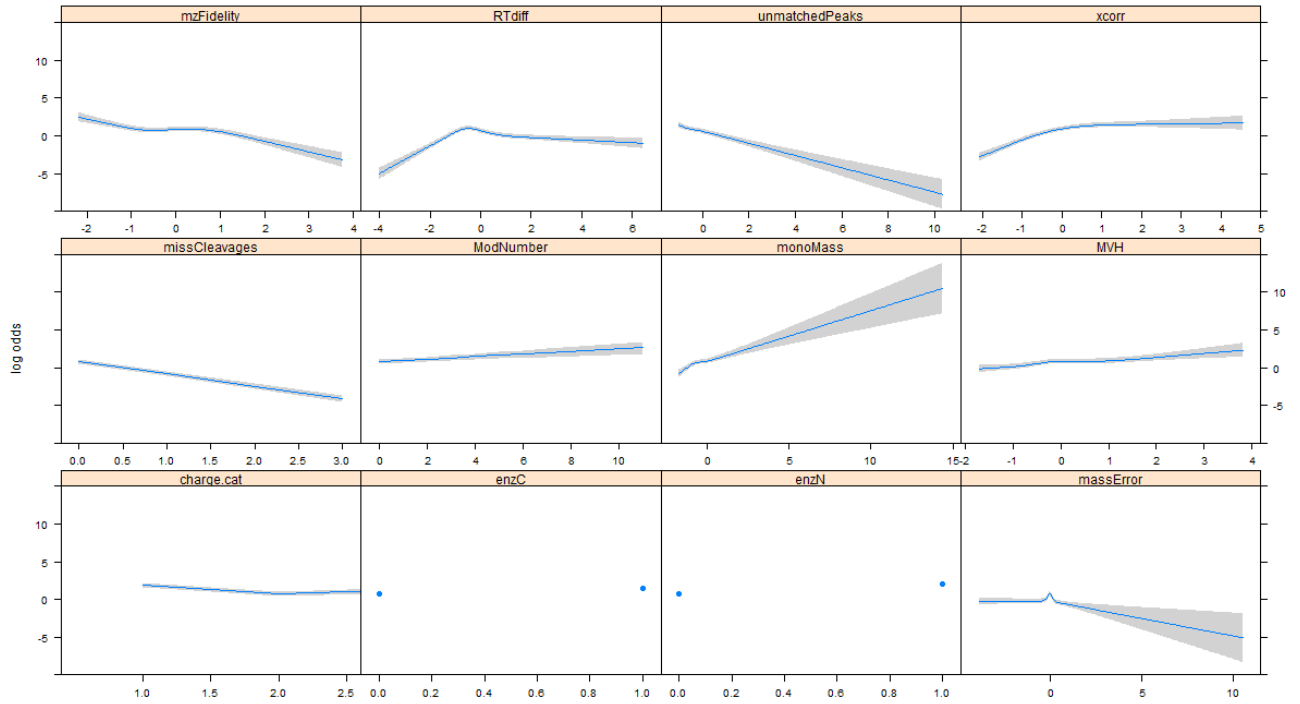 mzFidelity RTdiff unmatchedPeaks xcorr
10
5
0
-5
-2 -1 0 1 2 3 4 -4 -2 0 2 4 6 0 2 4 6 8 10 -2 -1 0 1 2 3 4 5
missCleavages ModNumber monoMass MVH
log odds
10
5
0
-5
0.0 0.5 1.0 1.5 2.0 2.5 3.0 0 2 4 6 8 10 0 5 10 15 -2 -1 0 1 2 3 4
charge.cat enzC enzN massError
10
5
0
-5
1.0 1.5 2.0 2.5 0.0 0.2 0.4 0.6 0.8 1.0 0.0 0.2 0.4 0.6 0.8 1.0 0 5 10